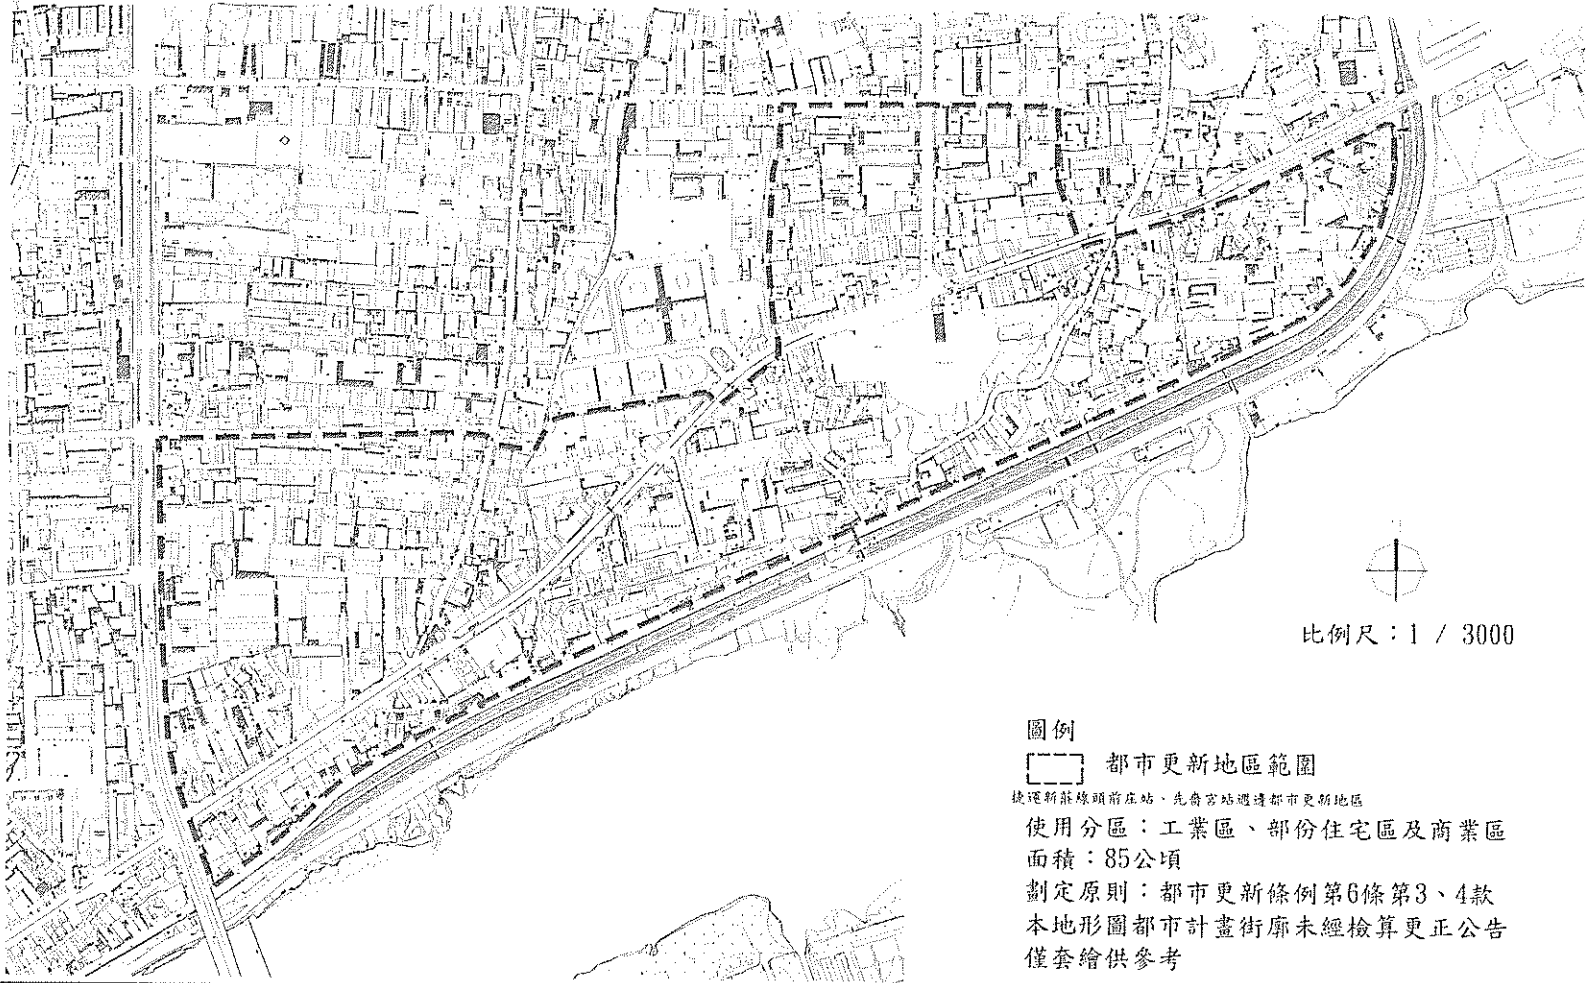 比例尺：1 / 3000
圖例
都市更新地區範圍
捷運新莊線頭前庄站、先嗇宮站週邊都市更新地區
使用分區：工業區、部份住宅區及商業區
面積：85公頃
劃定原則：都市更新條例第6條第3、4款
本地形圖都市計畫街廓未經檢算更正公告
僅套繪供參考